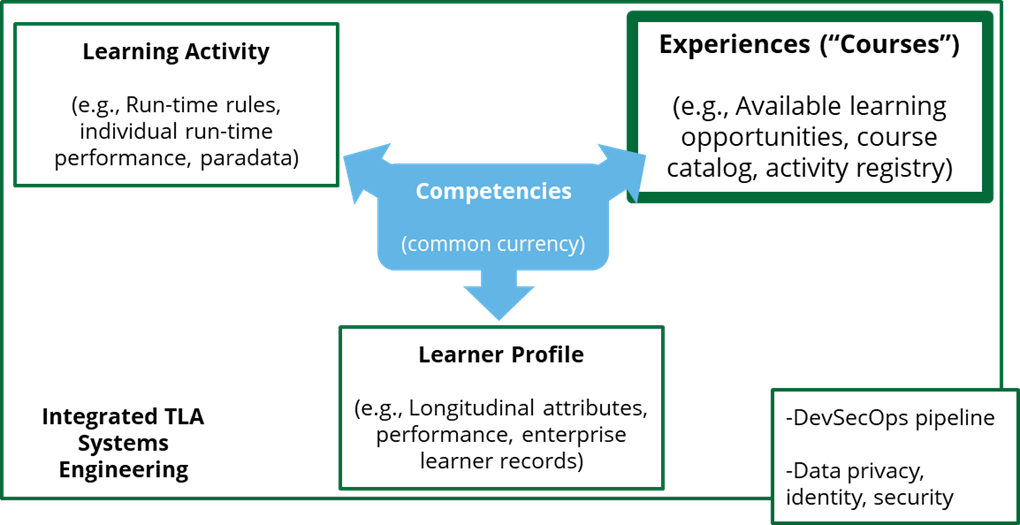 Learning Activity
(e.g., Run-time rules,
individual run-time
performance, paradata)
Experiences (“Courses”)
(e.g., Available learning
opportunities, course
catalog, activity registry)
Competencies
(common currency)
Learner Profile
(e.g., Longitudinal attributes,
performance, enterprise
learner records)
Integrated TLA
Systems
Engineering
-DevSecOps pipeline
-Data privacy,
identity, security